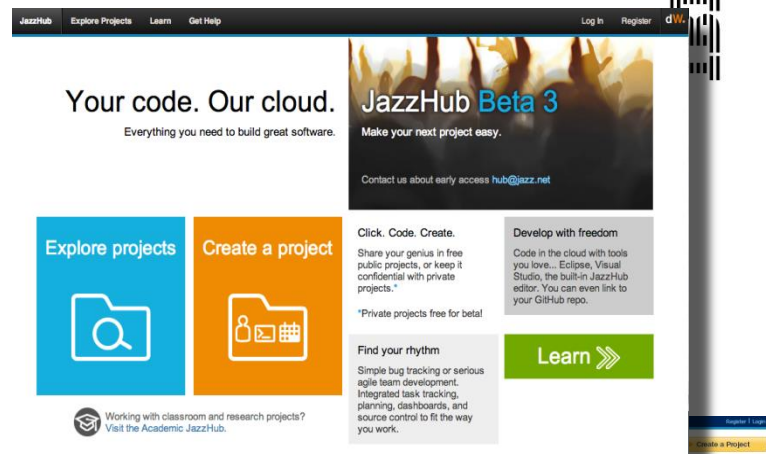 JazzHub Explore Projects Learn Get Help Log In Register dW.
Your code. Our cloud.
Everything you need to build great software.
JazzHub Beta 3
Make your next project easy.
Contact us about early access hub@jazz.net
Explore projects
Create a project
Click. Code. Create.
Share your genius in free
public projects, or keep it
confidential with private
projects.*
*Private projects free for beta!
Develop with freedom
Code in the cloud with tools
you love... Eclipse, Visual
Studio, the built-in JazzHub
editor. You can even link to
your GitHub repo.
Find your rhythm
Simple bug tracking or serious
agile team development.
Integrated task tracking,
planning, dashboards, and
source control to fit the way
you work.
Learn
Working with classroom and research projects?
Visit the Academic JazzHub.
Register | Login
Create a Project